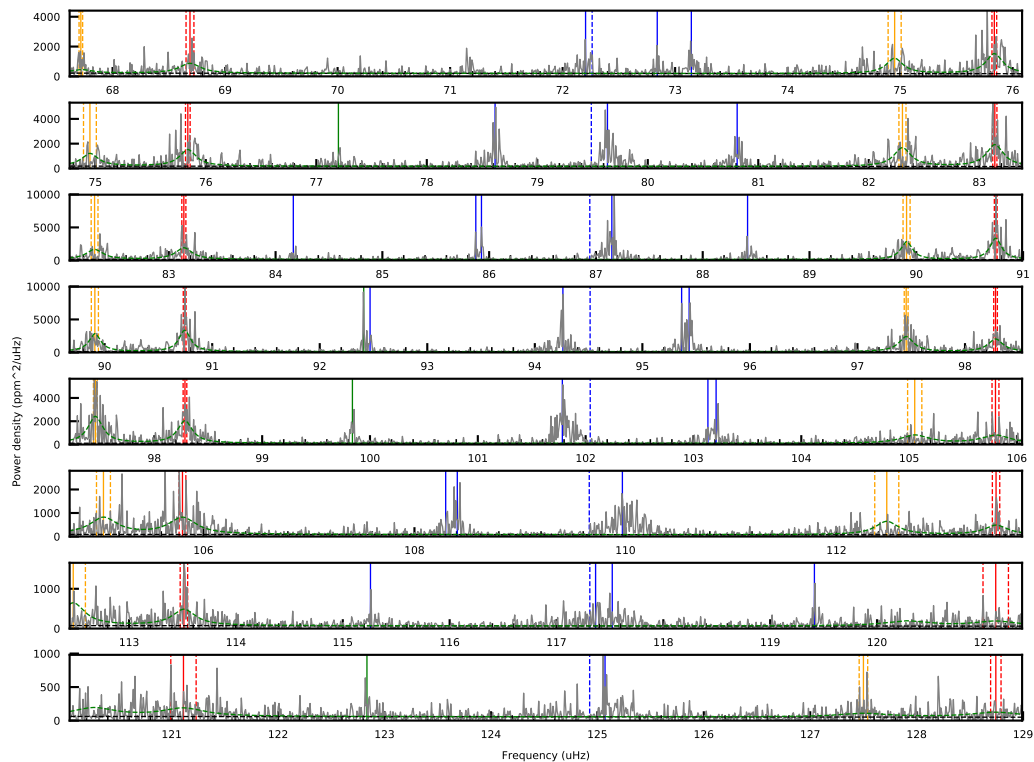 4000
2000
0
68 69 70 71 72 73 74 75 76
4000
2000
0
75 76 77 78 79 80 81 82 83
10000
5000
0
83 84 85 86 87 88 89 90 91
10000
5000
0
90 91 92 93 94 95 96 97 98
4000
2000
0
98 99 100 101 102 103 104 105 106
2000
1000
0
106 108 110 112
1000
0
113 114 115 116 117 118 119 120 121
1000
500
0
121 122 123 124 125 126 127 128 129
Power density (ppm^2/uHz)
Frequency (uHz)